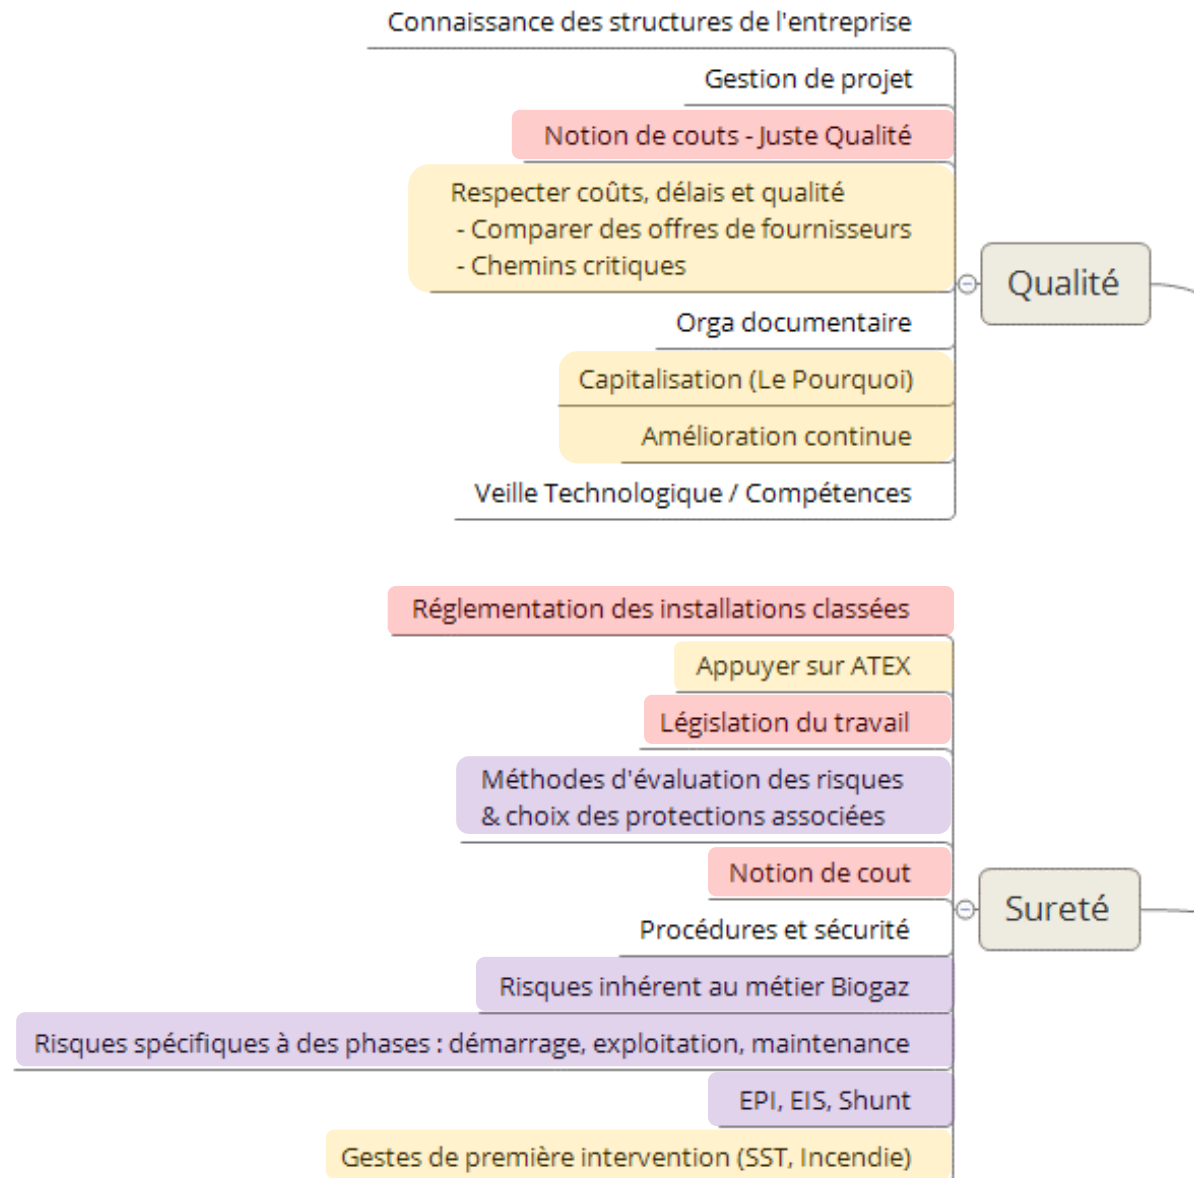 Connaissance des structures de l'entreprise
Gestion de projet
Notion de couts - Juste Qualité
Respecter coûts, délais et qualité
- Comparer des offres de fournisseurs
- Chemins critiques
Qualité
Orga documentaire
Capitalisation (Le Pourquoi)
Amélioration continue
Veille Technologique / Compétences
Réglementation des installations classées
Appuyer sur ATEX
Législation du travail
Méthodes d'évaluation des risques
& choix des protections associées
Notion de cout
Sureté
Procédures et sécurité
Risques inhérent au métier Biogaz
Risques spécifiques à des phases : démarrage, exploitation, maintenance
EPI, EIS, Shunt
Gestes de première intervention (SST, Incendie)